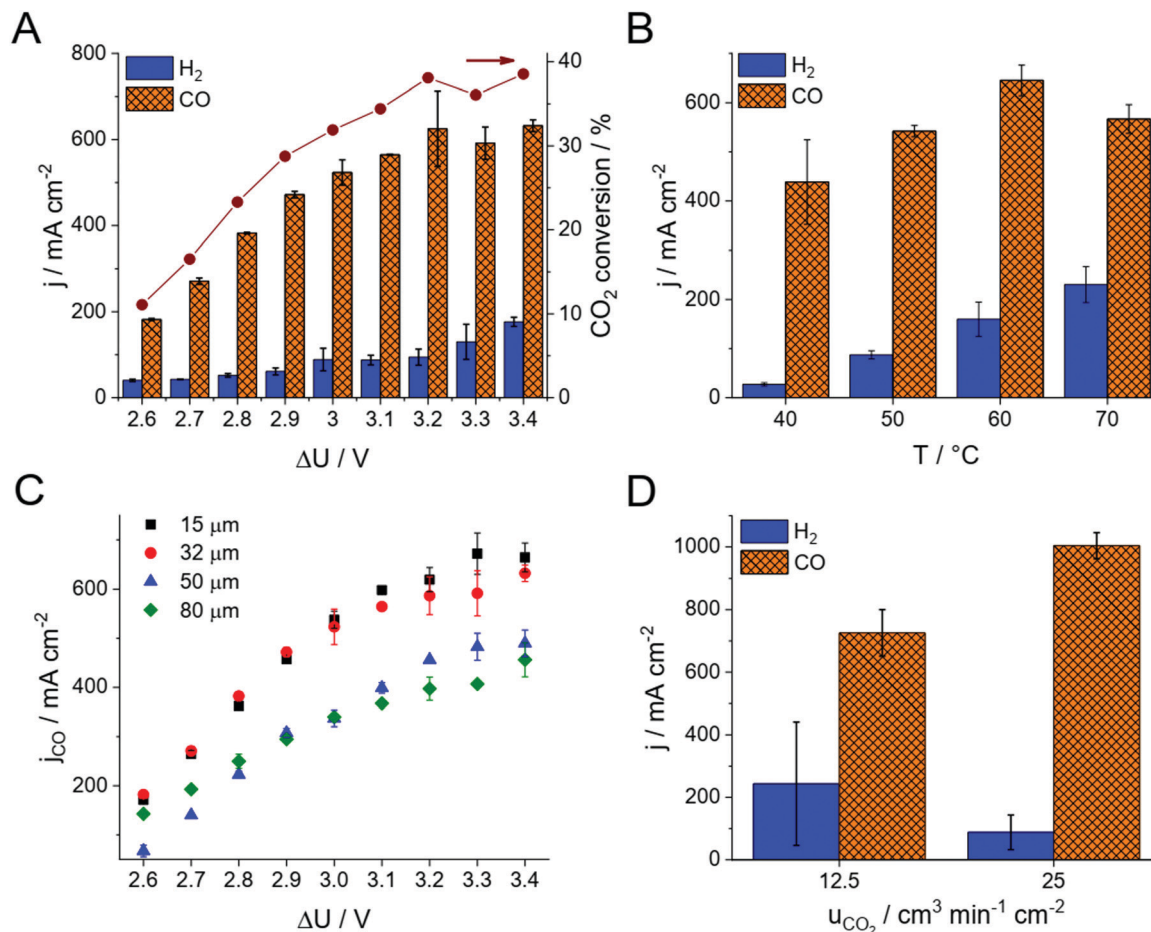 A
H₂
CO
800
600
400
200
0
j / mA cm⁻²
2.6 2.7 2.8 2.9 3 3.1 3.2 3.3 3.4
ΔU / V
40
30
20
10
0
CO₂ conversion / %
B
H₂
CO
600
400
200
0
j / mA cm⁻²
40 50 60 70
T / °C
C
15 μm
32 μm
50 μm
80 μm
600
400
200
j_CO / mA cm⁻²
2.6 2.7 2.8 2.9 3.0 3.1 3.2 3.3 3.4
ΔU / V
D
H₂
CO
1000
800
600
400
200
0
j / mA cm⁻²
12.5 25
u_CO₂ / cm³ min⁻¹ cm⁻²